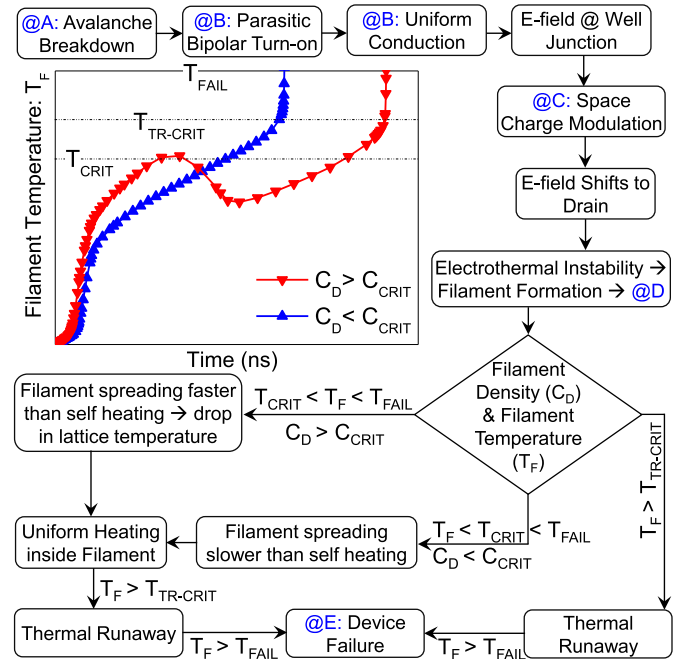 @A: Avalanche
Breakdown
@B: Parasitic
Bipolar Turn-on
@B: Uniform
Conduction
E-field @ Well
Junction
@C: Space
Charge Modulation
E-field Shifts to
Drain
Electrothermal Instability →
Filament Formation → @D
Filament Temperature: T_F
T_FAIL
T_TR-CRIT
T_CRIT
C_D > C_CRIT
C_D < C_CRIT
Time (ns)
Filament
Density (C_D)
& Filament
Temperature
(T_F)
T_CRIT < T_F < T_FAIL
C_D > C_CRIT
Filament spreading faster
than self heating → drop
in lattice temperature
T_F > T_TR-CRIT
T_F < T_CRIT < T_FAIL
C_D < C_CRIT
Filament spreading
slower than self heating
Uniform Heating
inside Filament
T_F > T_TR-CRIT
Thermal Runaway
T_F > T_FAIL
@E: Device
Failure
T_F > T_FAIL
Thermal
Runaway